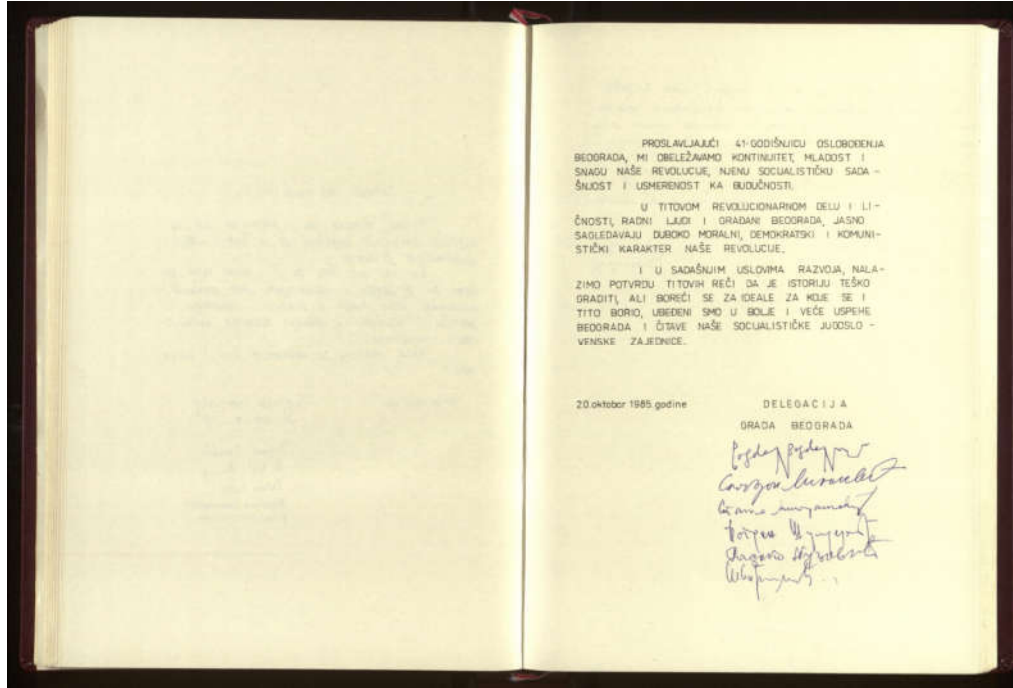 PROSLAVLJAJUĆI 41-GODIŠNJICU OSLOBOĐENJA
BEOGRADA, MI OBELEŽAVAMO KONTINUITET, MLADOST I
SNAGU NAŠE REVOLUCIJE, NJENU SOCIJALISTIČKU SADA -
ŠNJOST I USMERENOST KA BUDUĆNOSTI.
U TITOVOM REVOLUCIONARNOM DELU I LI-
ČNOSTI, RADNI LJUDI I GRAĐANI BEOGRADA, JASNO
SAGLEDAVAJU DUBOKO MORALNI, DEMOKRATSKI I KOMUNI-
STIČKI KARAKTER NAŠE REVOLUCIJE.
I U SADAŠNJIM USLOVIMA RAZVOJA, NALA-
ZIMO POTVRDU TITOVIH REČI DA JE ISTORIJU TEŠKO
GRADITI, ALI BOREĆI SE ZA IDEALE ZA KOJE SE I
TITO BORIO, UBEĐENI SMO U BOLJE I VEĆE USPEHE
BEOGRADA I ČITAVE NAŠE SOCIJALISTIČKE JUGOSLO -
VENSKE ZAJEDNICE.
20.oktobar 1985.godine DELEGACIJA
GRADA BEOGRADA